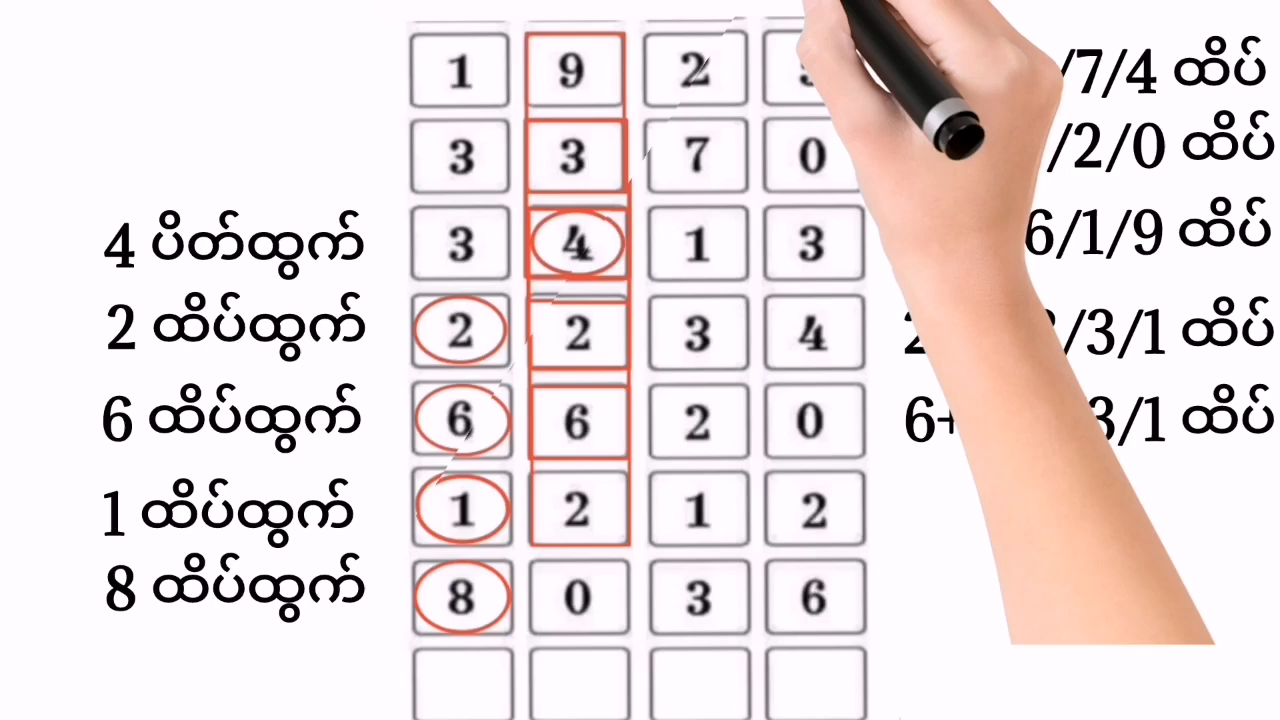 1 9 2 /7/4 ထိပ်
3 3 7 0 /2/0 ထိပ်
4 ပိတ်ထွက် 3 4 1 3 6/1/9 ထိပ်
2 ထိပ်ထွက် 2 2 3 4 /3/1 ထိပ်
6 ထိပ်ထွက် 6 6 2 0 6+ 3/1 ထိပ်
1 ထိပ်ထွက် 1 2 1 2
8 ထိပ်ထွက် 8 0 3 6